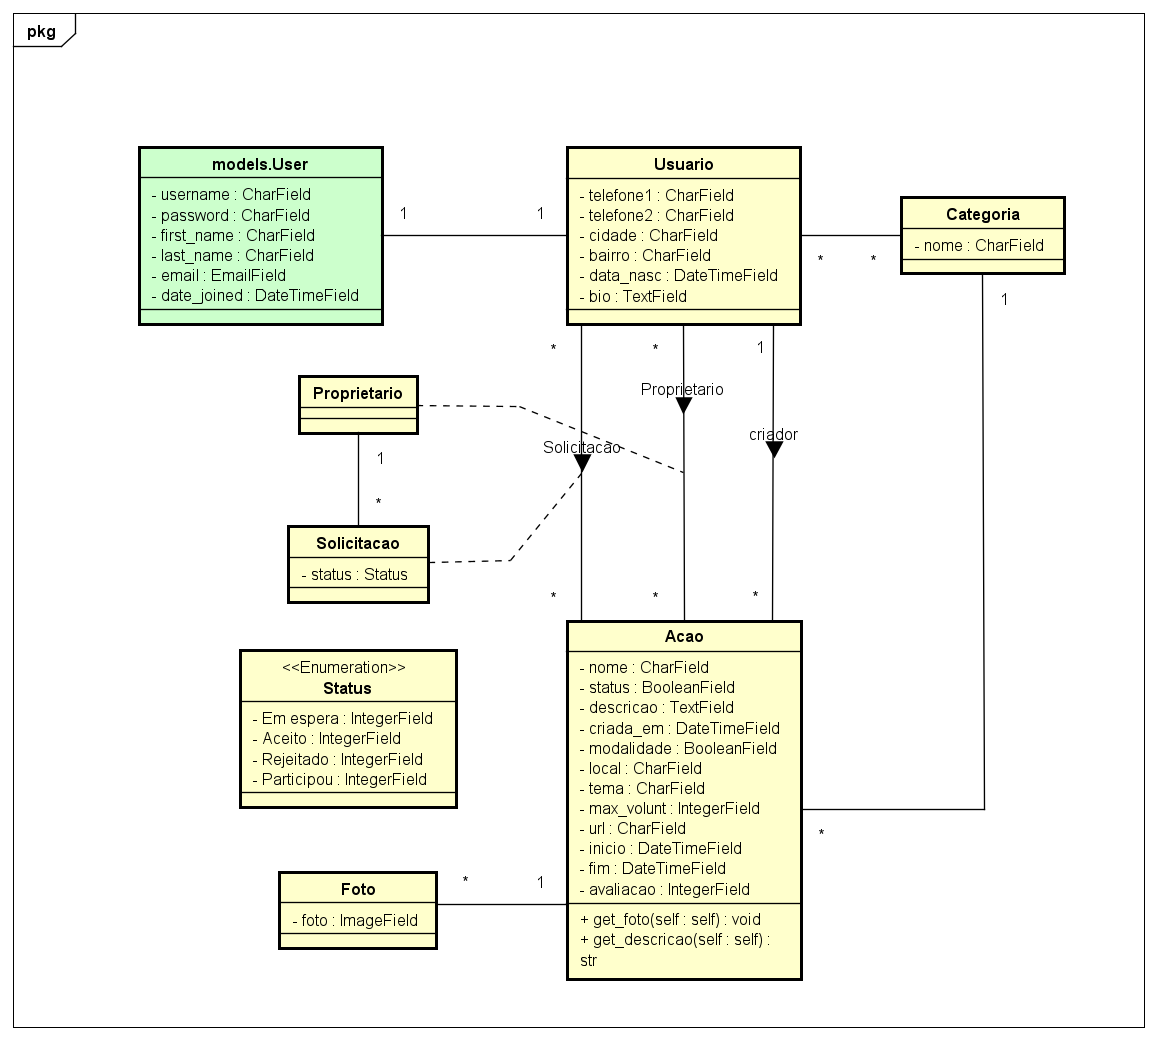 pkg
models.User
- username : CharField
- password : CharField
- first_name : CharField
- last_name : CharField
- email : EmailField
- date_joined : DateTimeField
1
1
Usuario
- telefone1 : CharField
- telefone2 : CharField
- cidade : CharField
- bairro : CharField
- data_nasc : DateTimeField
- bio : TextField
*
*
Categoria
- nome : CharField
1
*
*
1
Proprietario
Solicitacao
criador
Proprietario
1
*
Solicitacao
- status : Status
*
*
*
<<Enumeration>>
Status
- Em espera : IntegerField
- Aceito : IntegerField
- Rejeitado : IntegerField
- Participou : IntegerField
Acao
- nome : CharField
- status : BooleanField
- descricao : TextField
- criada_em : DateTimeField
- modalidade : BooleanField
- local : CharField
- tema : CharField
- max_volunt : IntegerField
- url : CharField
- inicio : DateTimeField
- fim : DateTimeField
- avaliacao : IntegerField
+ get_foto(self : self) : void
+ get_descricao(self : self) :
str
*
Foto
- foto : ImageField
*
1